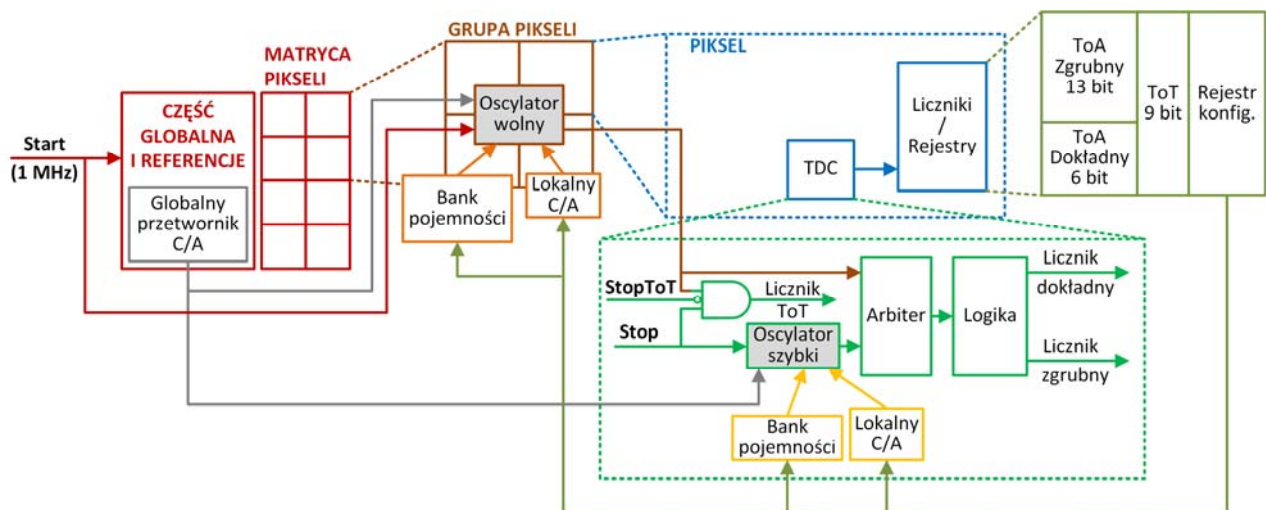 Start
(1 MHz)
CZĘŚĆ
GLOBALNA
I REFERENCJE
Globalny
przetwornik
C/A
MATRYCA
PIKSELI
GRUPA PIKSELI
Oscylator
wolny
Bank
pojemności
Lokalny
C/A
PIKSEL
TDC
Liczniki
/
Rejestry
ToA
Zgrubny
13 bit
ToA
Dokładny
6 bit
ToT
9 bit
Rejestr
konfig.
StopToT
Stop
Licznik
ToT
Oscylator
szybki
Arbiter
Logika
Licznik
dokładny
Licznik
zgrubny
Bank
pojemności
Lokalny
C/A